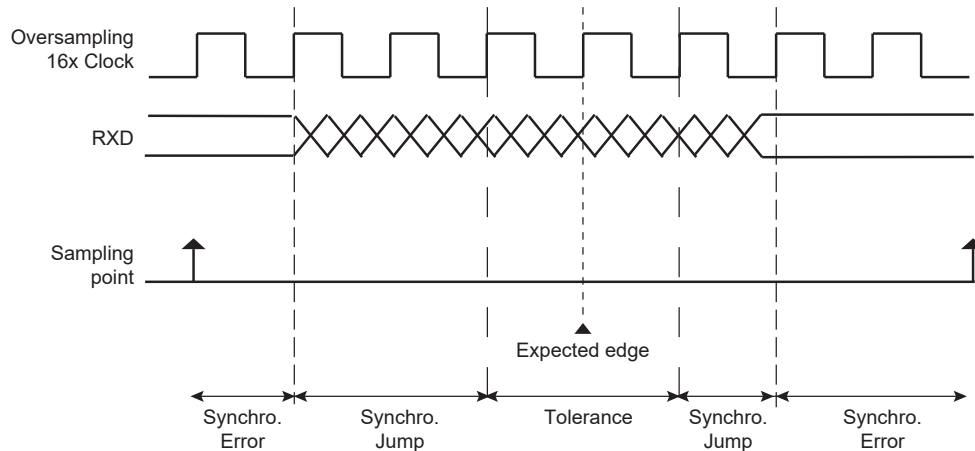 Oversampling
16x Clock
RXD
Sampling
point
Expected edge
Synchro.
Error
Synchro.
Jump
Tolerance
Synchro.
Jump
Synchro.
Error